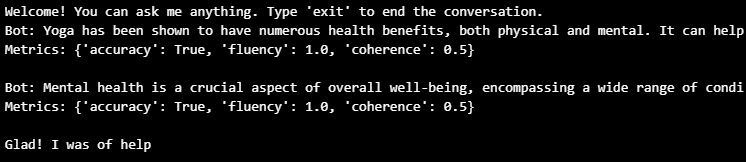 Welcome! You can ask me anything. Type 'exit' to end the conversation.
Bot: Yoga has been shown to have numerous health benefits, both physical and mental. It can help
Metrics: {'accuracy': True, 'fluency': 1.0, 'coherence': 0.5}
Bot: Mental health is a crucial aspect of overall well-being, encompassing a wide range of condi
Metrics: {'accuracy': True, 'fluency': 1.0, 'coherence': 0.5}
Glad! I was of help